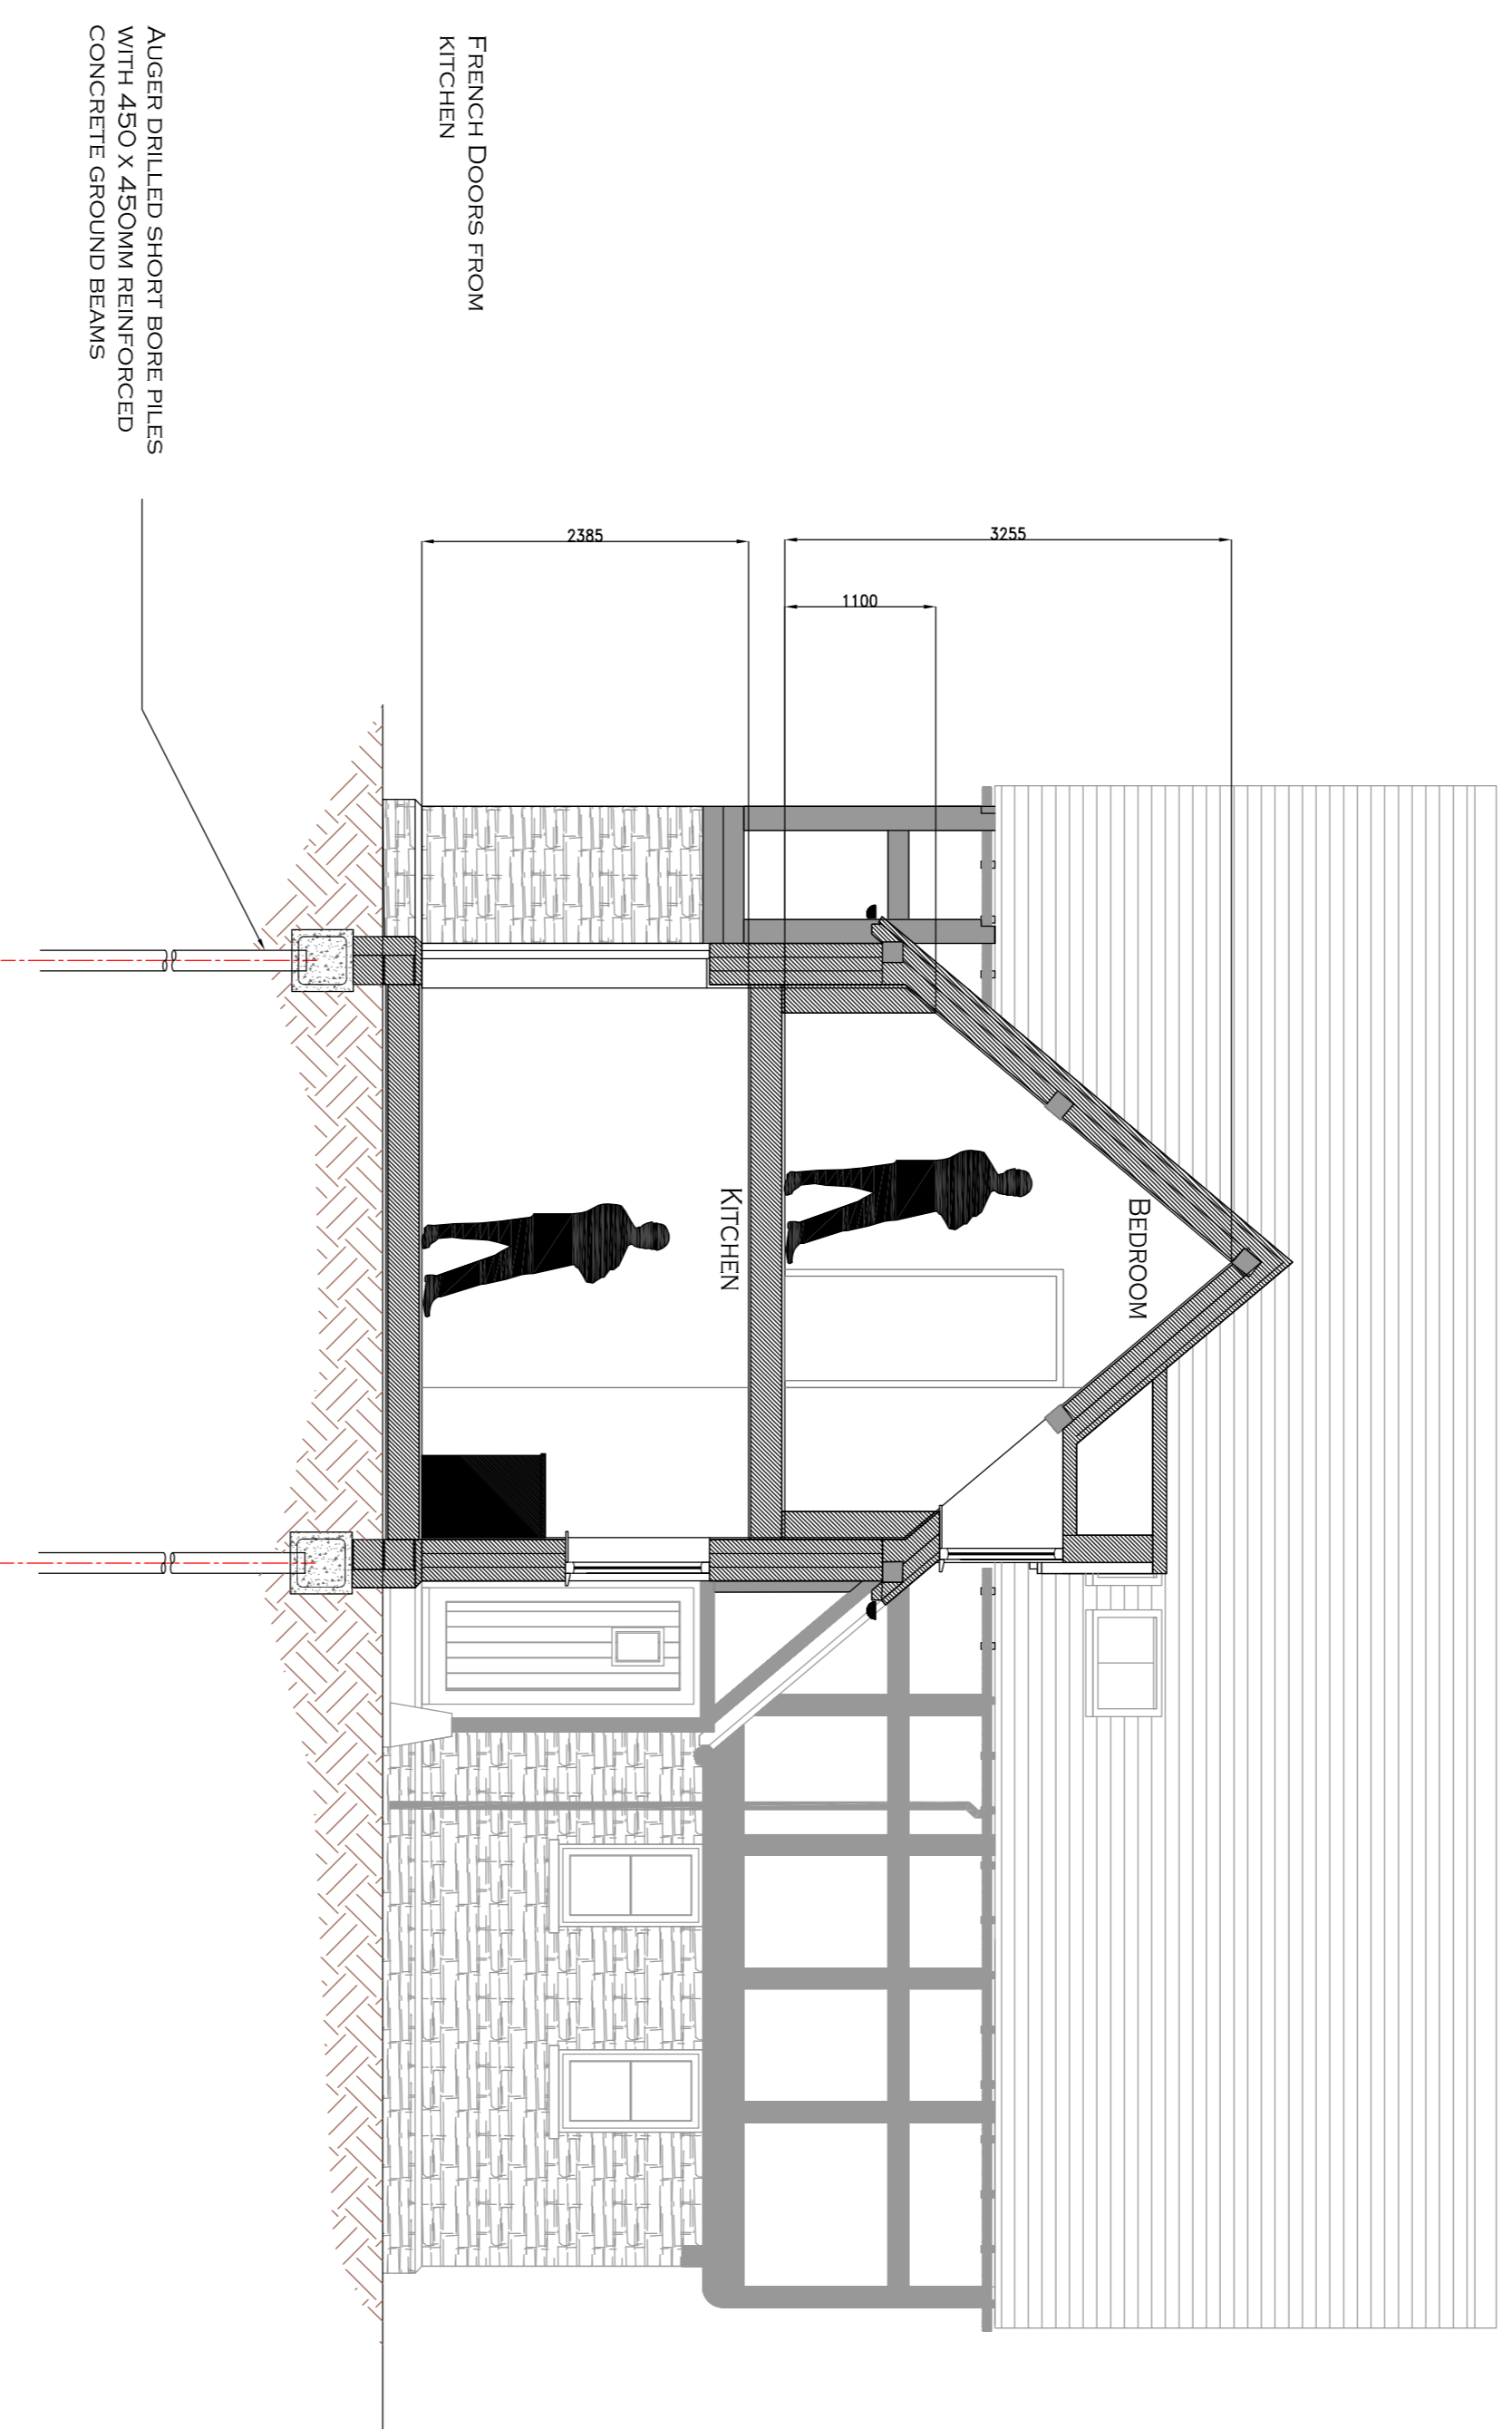 3255
1100
2385
BEDROOM
KITCHEN
FRENCH DOORS FROM
KITCHEN
AUGER DRILLED SHORT BORE PILES
WITH 450 X 450MM REINFORCED
CONCRETE GROUND BEAMS